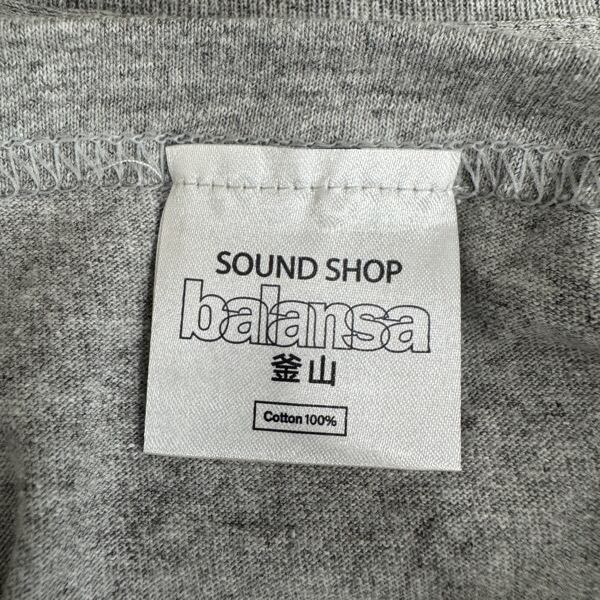 SOUND SHOP
balansa
釜山
Cotton 100%